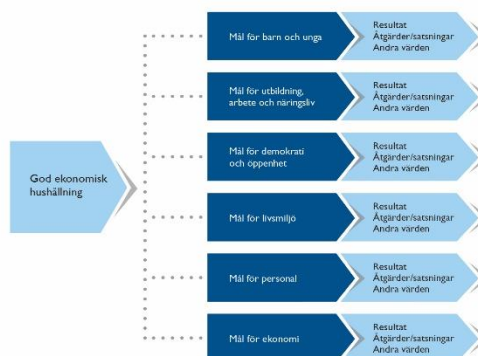 God ekonomisk
hushållning
Mål för barn och unga
Resultat
Åtgärder/satsningar
Andra värden
Mål för utbildning,
arbete och näringsliv
Resultat
Åtgärder/satsningar
Andra värden
Mål för demokrati
och öppenhet
Resultat
Åtgärder/satsningar
Andra värden
Mål för livsmiljö
Resultat
Åtgärder/satsningar
Andra värden
Mål för personal
Resultat
Åtgärder/satsningar
Andra värden
Mål för ekonomi
Resultat
Åtgärder/satsningar
Andra värden